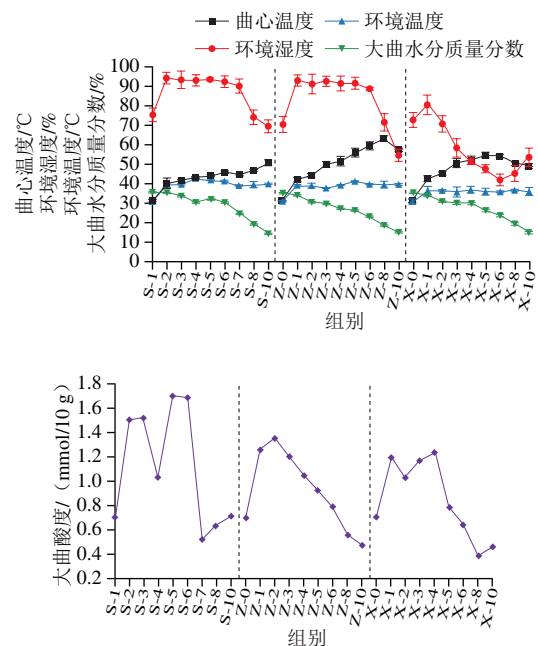 曲心温度 环境温度
环境湿度 大曲水分质量分数
曲心温度/℃
环境湿度/%
环境温度/℃
大曲水分质量分数/%
100
90
80
70
60
50
40
30
20
10
0
S-1 S-2 S-3 S-4 S-5 S-6 S-7 S-8 S-10 Z-0 Z-1 Z-2 Z-3 Z-4 Z-5 Z-6 Z-8 Z-10 X-0 X-1 X-2 X-3 X-4 X-5 X-6 X-8 X-10
组别
大曲酸度/（mmol/10 g）
1.8
1.6
1.4
1.2
1.0
0.8
0.6
0.4
0.2
S-1 S-2 S-3 S-4 S-5 S-6 S-7 S-8 S-10 Z-0 Z-1 Z-2 Z-3 Z-4 Z-5 Z-6 Z-8 Z-10 X-0 X-1 X-2 X-3 X-4 X-5 X-6 X-8 X-10
组别